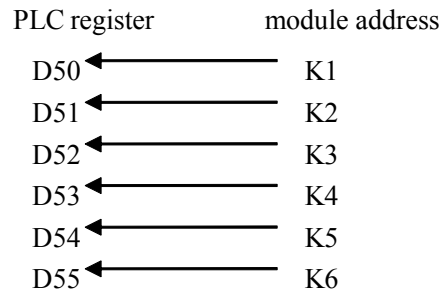 PLC register module address
D50 K1
D51 K2
D52 K3
D53 K4
D54 K5
D55 K6